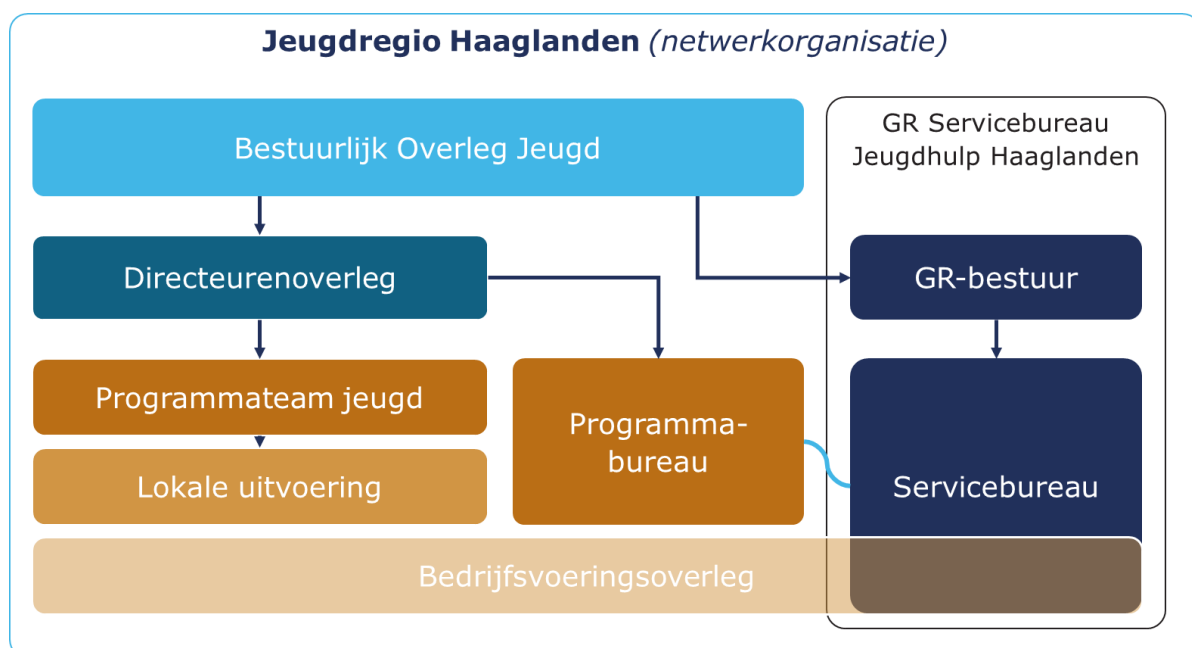 Jeugdregio Haaglanden (netwerkorganisatie)
Bestuurlijk Overleg Jeugd
GR Servicebureau
Jeugdhulp Haaglanden
Directeurenoverleg
GR-bestuur
Programmateam jeugd
Programma-
bureau
Lokale uitvoering
Servicebureau
Bedrijfsvoeringsoverleg